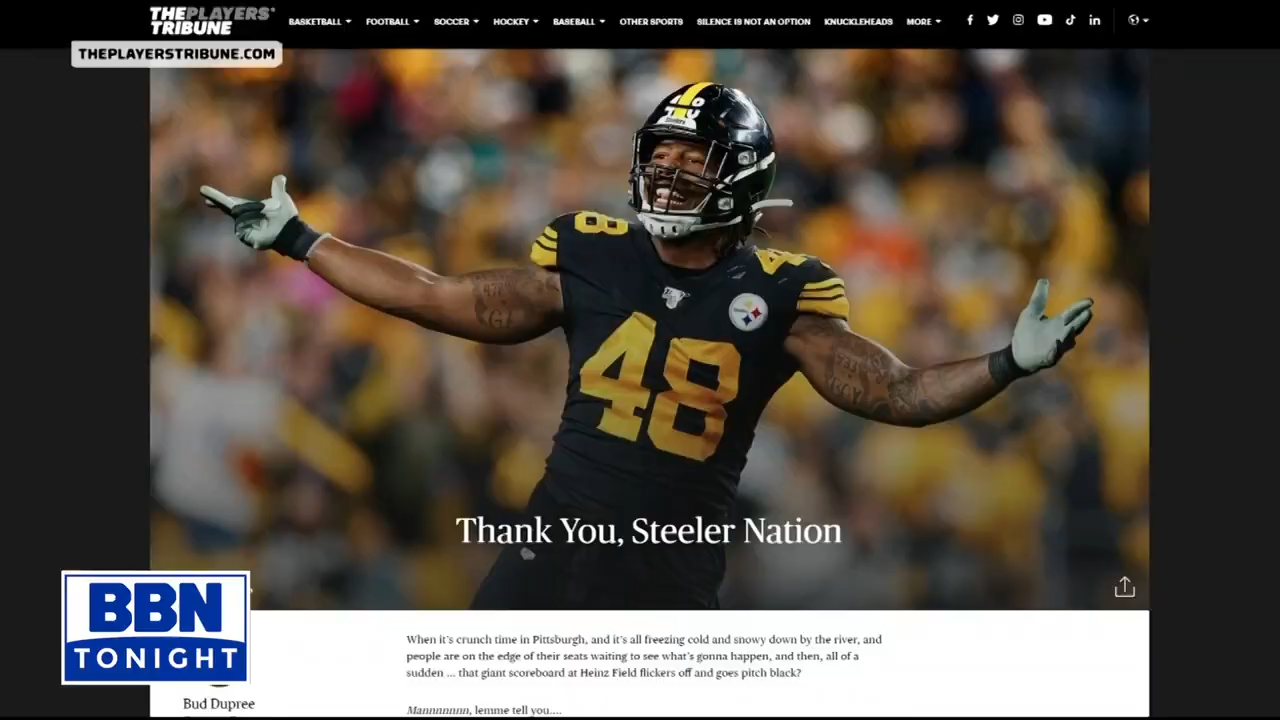 THE PLAYERS'
TRIBUNE
BASKETBALL FOOTBALL SOCCER HOCKEY BASEBALL OTHER SPORTS SILENCE IS NOT AN OPTION KNUCKLEHEADS MORE
THEPLAYERSTRIBUNE.COM
Steelers
8
48
48
Thank You, Steeler Nation
BBN
TONIGHT
When it's crunch time in Pittsburgh, and it's all freezing cold and snowy down by the river, and
people are on the edge of their seats waiting to see what's gonna happen, and then, all of a
sudden ... that giant scoreboard at Heinz Field flickers off and goes pitch black?
Bud Dupree
Mannnnnnn, lemme tell you....